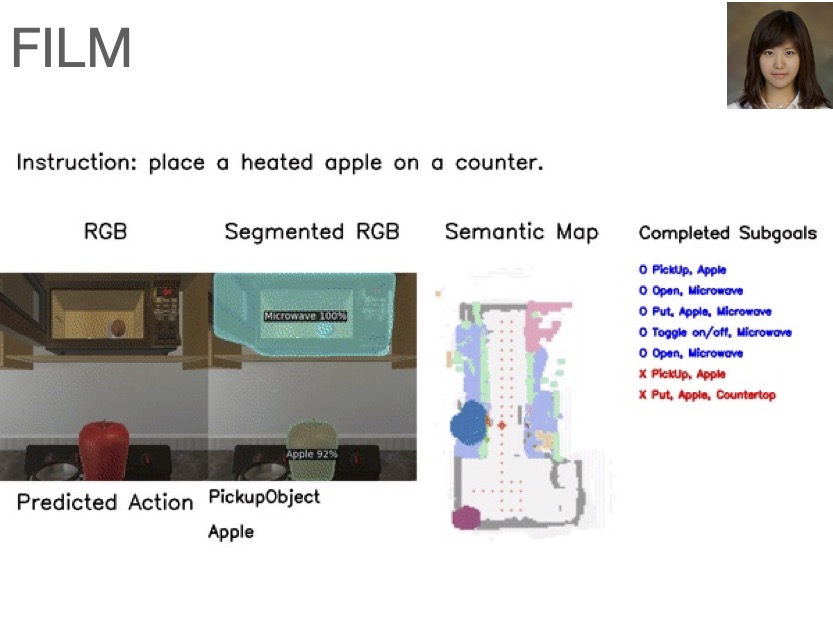 FILM
Instruction: place a heated apple on a counter.
RGB
Segmented RGB
Semantic Map
Completed Subgoals
Microwave 100%
Apple 92%
O PickUp, Apple
O Open, Microwave
O Put, Apple, Microwave
O Toggle on/off, Microwave
O Open, Microwave
X PickUp, Apple
X Put, Apple, Countertop
Predicted Action
PickupObject
Apple